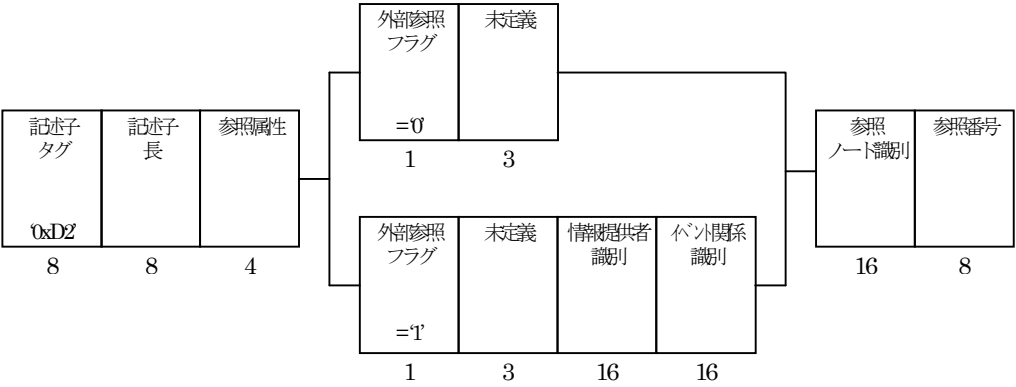 外部参照
フラグ
='0'
未定義
1
3
記述子
タグ
'0xD2'
記述子
長
参照属性
8
8
4
外部参照
フラグ
='1'
未定義
情報提供者
識別
イベント関係
識別
1
3
16
16
参照
ノード識別
参照番号
16
8